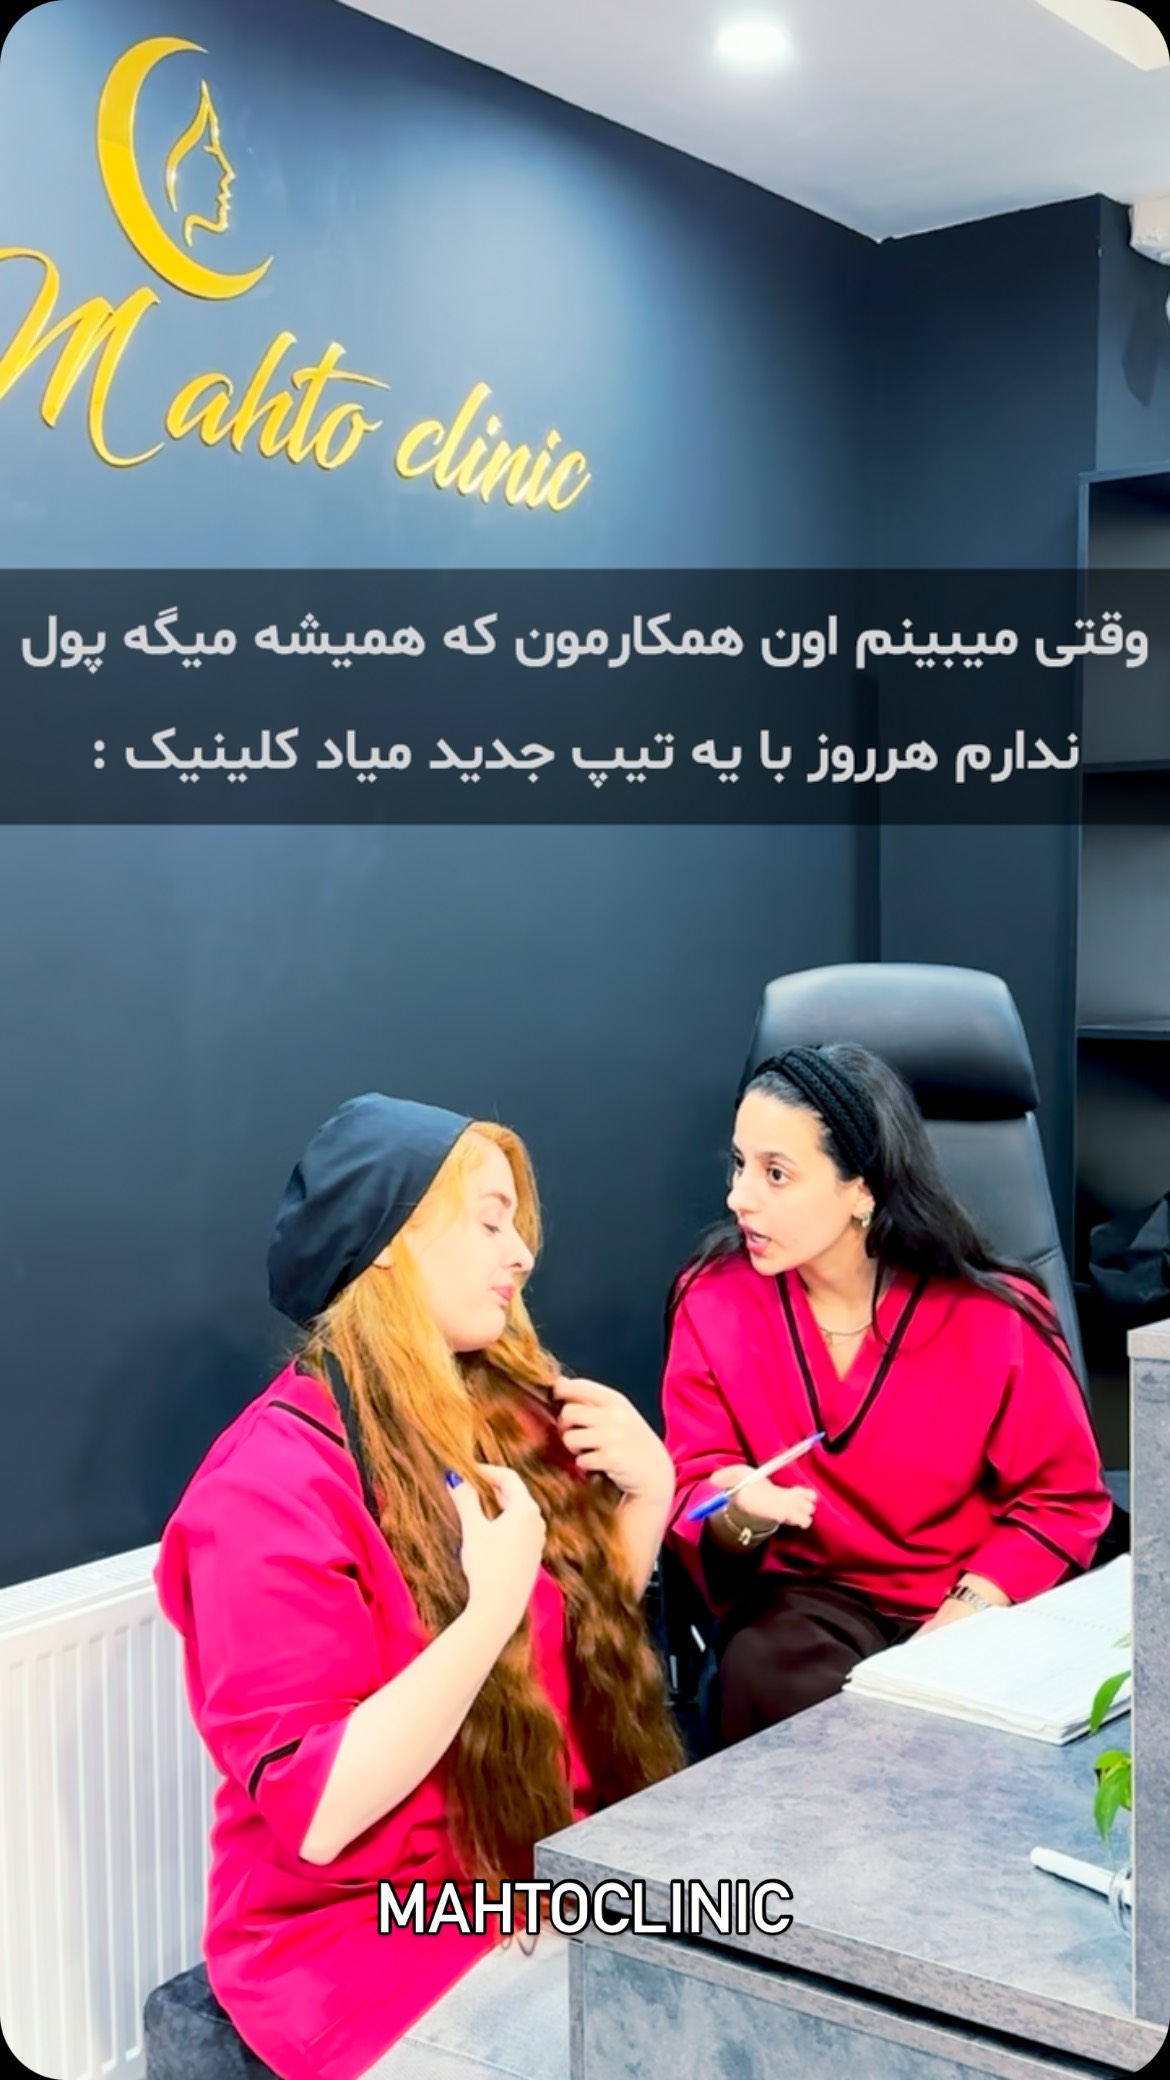 Mahto clinic
وقتی میبینم اون همکارمون که همیشه میگه پول
ندارم هرروز با یه تیپ جدید میاد کلینیک :
MAHTOCLINIC